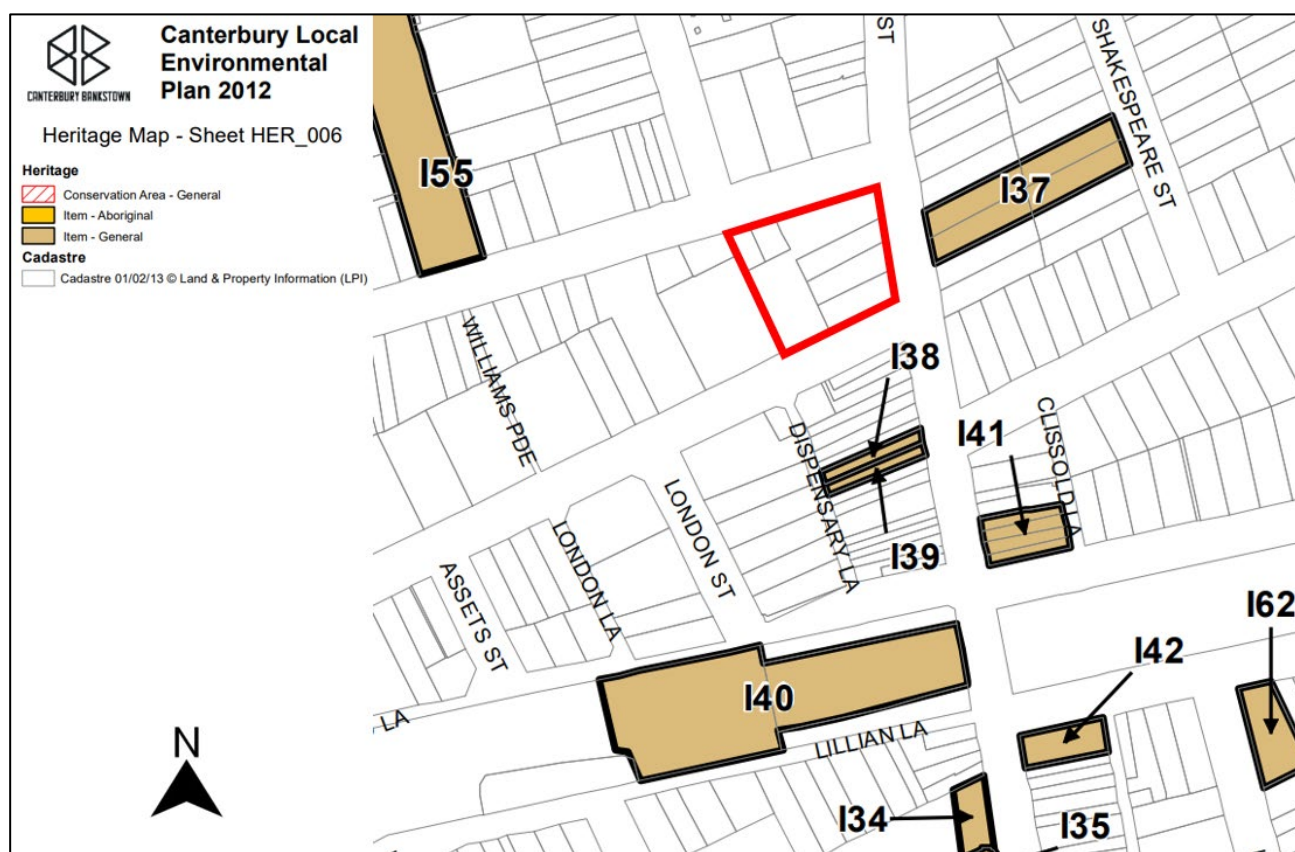 CANTERBURY BANKSTOWN
Canterbury Local
Environmental
Plan 2012
Heritage Map - Sheet HER_006
Heritage
Conservation Area - General
Item - Aboriginal
Item - General
Cadastre
Cadastre 01/02/13 © Land & Property Information (LPI)
N
ST
SHAKESPEARE ST
I55
I37
WILLIAMS PDE
I38
DISPENSARY LA
I41
CLISSOLD LA
LONDON ST
I39
LONDON LA
ASSETS ST
I62
I42
I40
LA
LILLIAN LA
I34
I35